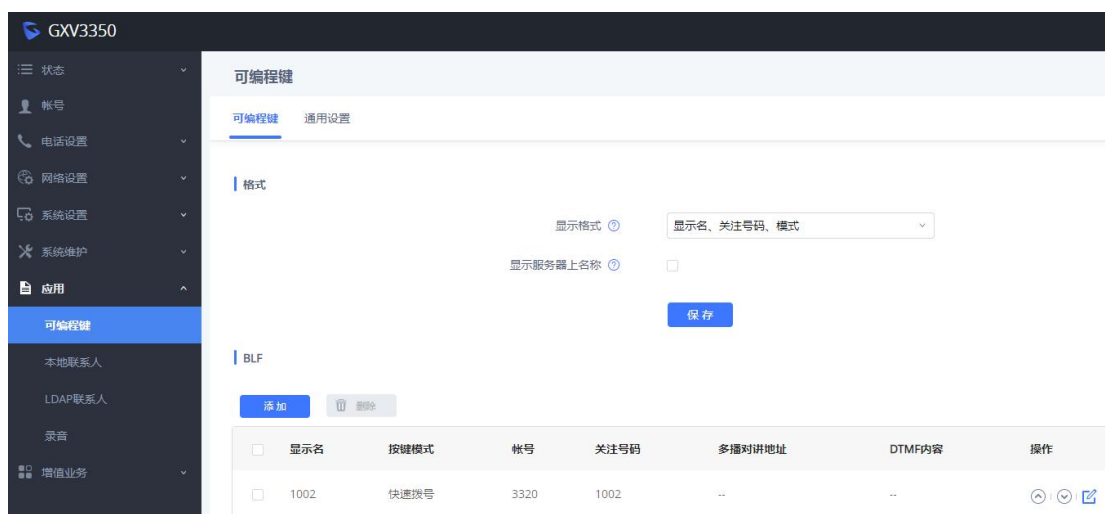 GXV3350
状态
帐号
电话设置
网络设置
系统设置
系统维护
应用
可编程键
本地联系人
LDAP联系人
录音
增值业务
可编程键
可编程键 通用设置
格式
显示格式 显示名、关注号码、模式
显示服务器上名称
保存
BLF
添加 删除
显示名 按键模式 帐号 关注号码 多播对讲地址 DTMF内容 操作
1002 快速拨号 3320 1002 -- --